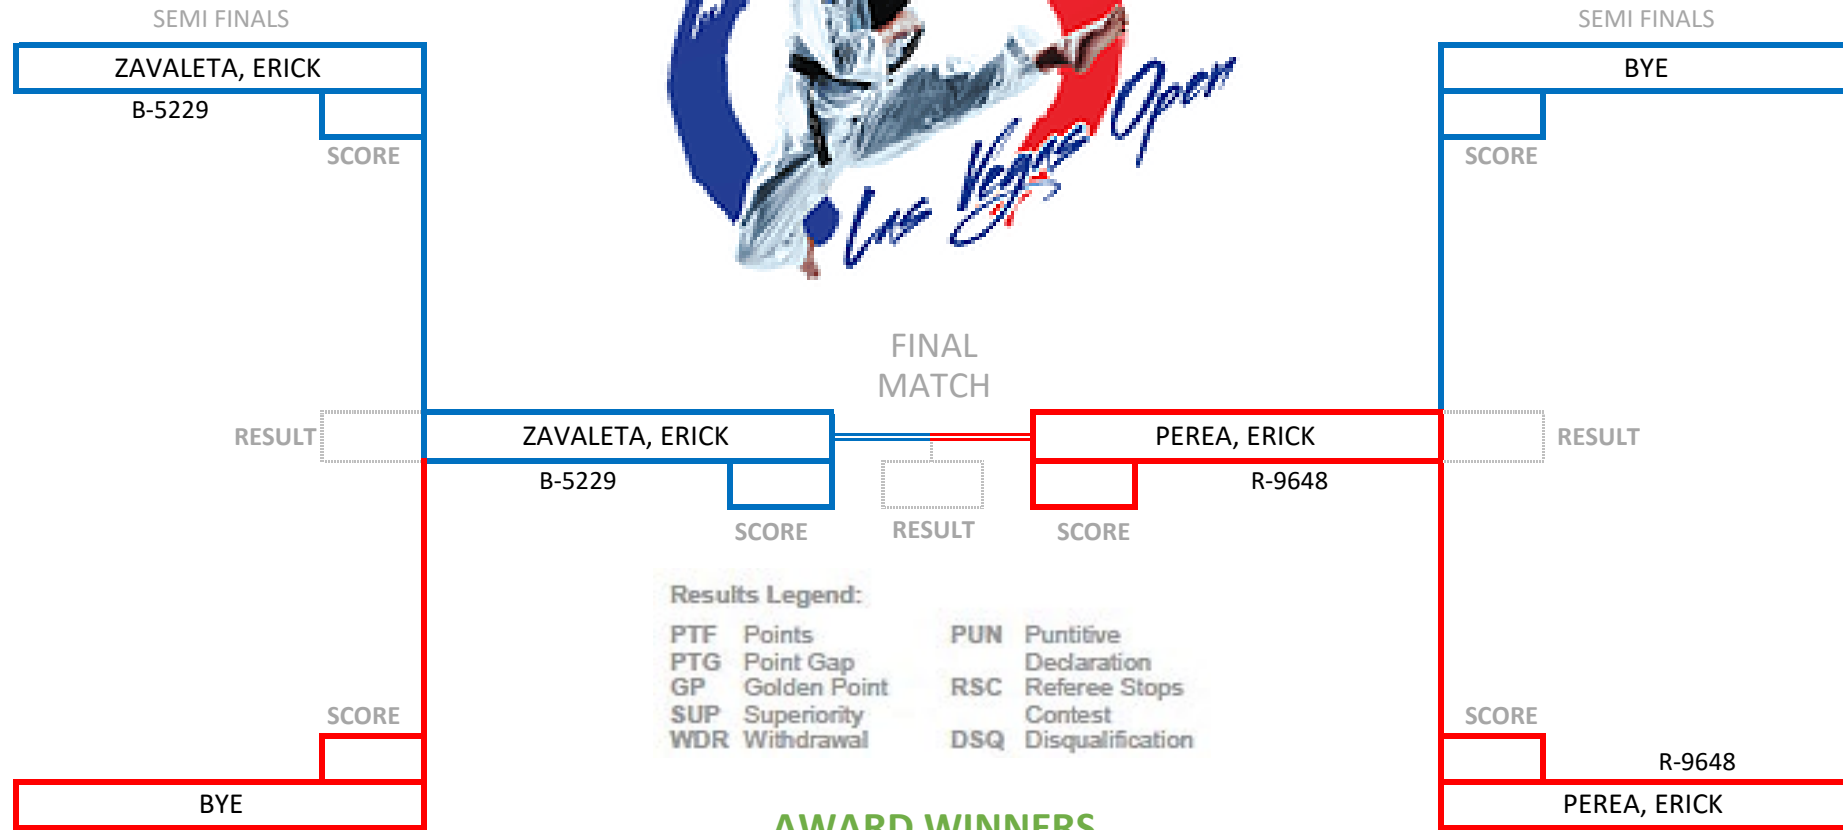 SEMI FINALS
SEMI FINALS
ZAVALETA, ERICK
BYE
B-5229
SCORE
SCORE
Las Vegas Open
FINAL
MATCH
RESULT
ZAVALETA, ERICK
PEREA, ERICK
RESULT
B-5229
R-9648
SCORE
RESULT
SCORE
Results Legend:
PTF Points
PTG Point Gap
GP Golden Point
SUP Superiority
WDR Withdrawal
PUN Puntitive
Declaration
RSC Referee Stops
Contest
DSQ Disqualification
SCORE
SCORE
R-9648
BYE
PEREA, ERICK
AWARD WINNERS